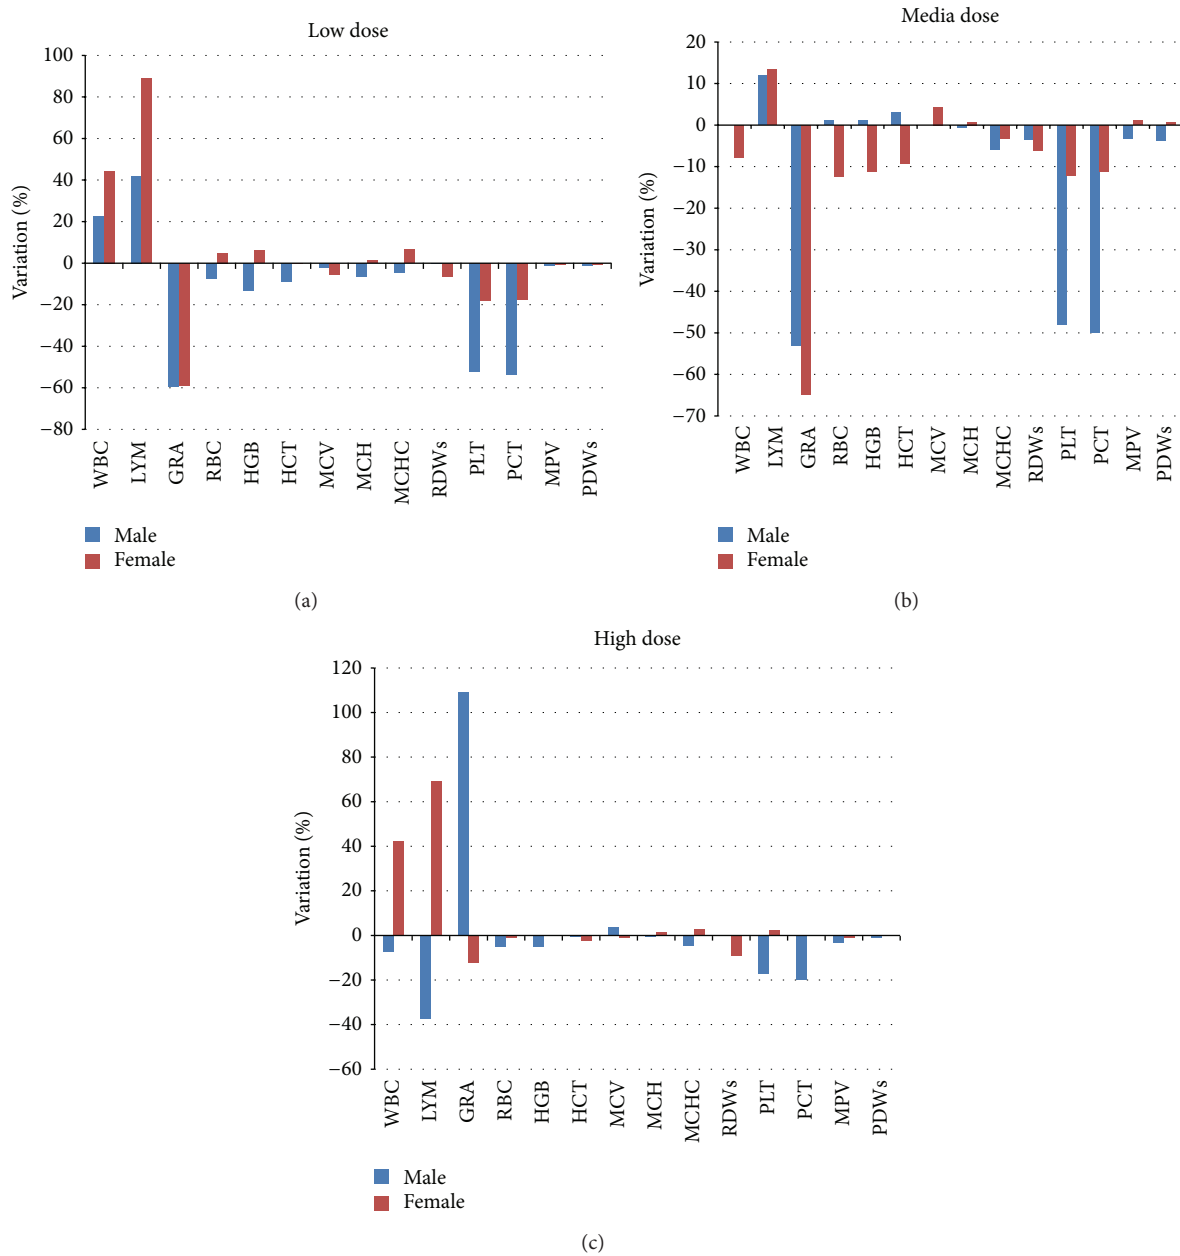 Low dose
Variation (%)
100
80
60
40
20
0
−20
−40
−60
−80
WBC
LYM
GRA
RBC
HGB
HCT
MCV
MCH
MCHC
RDWs
PLT
PCT
MPV
PDWs
Male
Female
(a)
Media dose
Variation (%)
20
10
0
−10
−20
−30
−40
−50
−60
−70
WBC
LYM
GRA
RBC
HGB
HCT
MCV
MCH
MCHC
RDWs
PLT
PCT
MPV
PDWs
Male
Female
(b)
High dose
Variation (%)
120
100
80
60
40
20
0
−20
−40
−60
WBC
LYM
GRA
RBC
HGB
HCT
MCV
MCH
MCHC
RDWs
PLT
PCT
MPV
PDWs
Male
Female
(c)